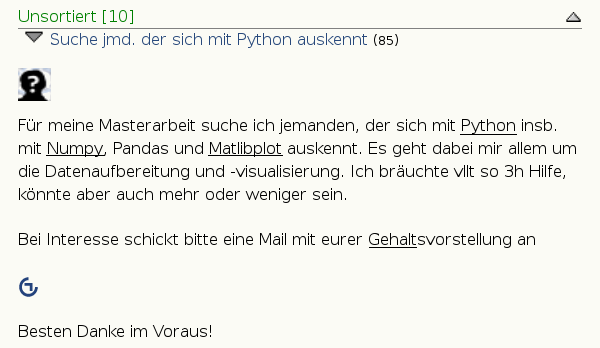 Unsortiert [10]
Suche jmd. der sich mit Python auskennt (85)
Für meine Masterarbeit suche ich jemanden, der sich mit Python insb.
mit Numpy, Pandas und Matlibplot auskennt. Es geht dabei mir allem um
die Datenaufbereitung und -visualisierung. Ich bräuchte vllt so 3h Hilfe,
könnte aber auch mehr oder weniger sein.
Bei Interesse schickt bitte eine Mail mit eurer Gehaltsvorstellung an
Besten Danke im Voraus!